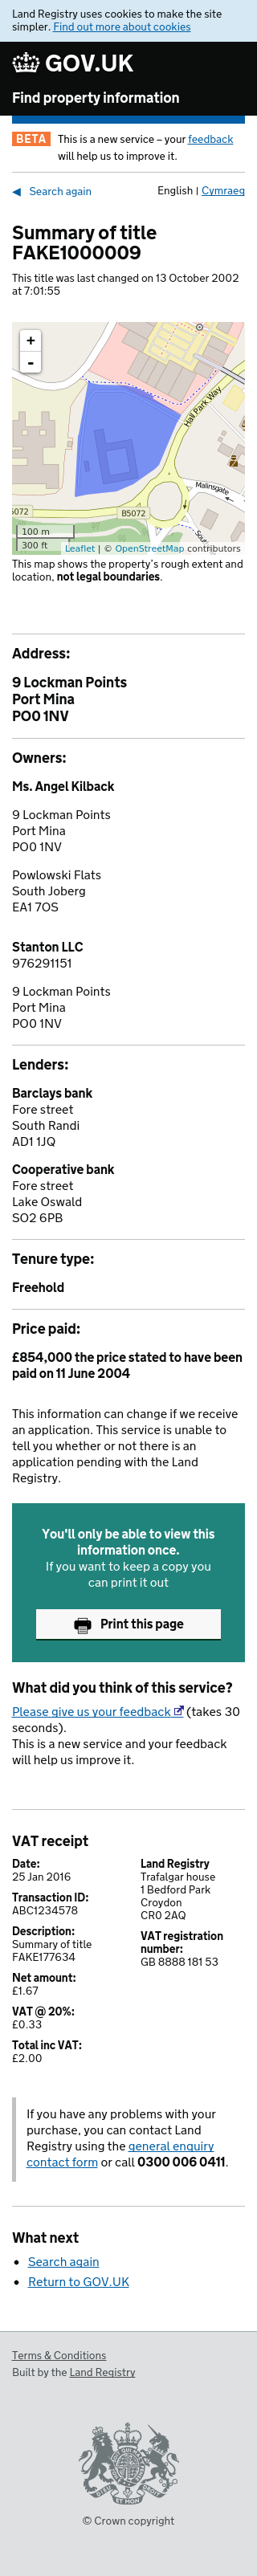 Land Registry uses cookies to make the site
simpler. Find out more about cookies
GOV.UK
Find property information
BETA
This is a new service – your feedback
will help us to improve it.
Search again
English | Cymraeg
Summary of title
FAKE1000009
This title was last changed on 13 October 2002
at 7:01:55
+
-
Hall Park Way
Malinsgate
5072
B5072
Sout
100 m
300 ft
Leaflet | © OpenStreetMap contributors
This map shows the property's rough extent and
location, not legal boundaries.
Address:
9 Lockman Points
Port Mina
PO0 1NV
Owners:
Ms. Angel Kilback
9 Lockman Points
Port Mina
PO0 1NV
Powlowski Flats
South Joberg
EA1 7OS
Stanton LLC
976291151
9 Lockman Points
Port Mina
PO0 1NV
Lenders:
Barclays bank
Fore street
South Randi
AD1 1JQ
Cooperative bank
Fore street
Lake Oswald
SO2 6PB
Tenure type:
Freehold
Price paid:
£854,000 the price stated to have been
paid on 11 June 2004
This information can change if we receive
an application. This service is unable to
tell you whether or not there is an
application pending with the Land
Registry.
You'll only be able to view this
information once.
If you want to keep a copy you
can print it out
Print this page
What did you think of this service?
Please give us your feedback (takes 30
seconds).
This is a new service and your feedback
will help us improve it.
VAT receipt
Date:
25 Jan 2016
Transaction ID:
ABC1234578
Description:
Summary of title
FAKE177634
Net amount:
£1.67
VAT @ 20%:
£0.33
Total inc VAT:
£2.00
Land Registry
Trafalgar house
1 Bedford Park
Croydon
CR0 2AQ
VAT registration
number:
GB 8888 181 53
If you have any problems with your
purchase, you can contact Land
Registry using the general enquiry
contact form or call 0300 006 0411.
What next
Search again
Return to GOV.UK
Terms & Conditions
Built by the Land Registry
© Crown copyright